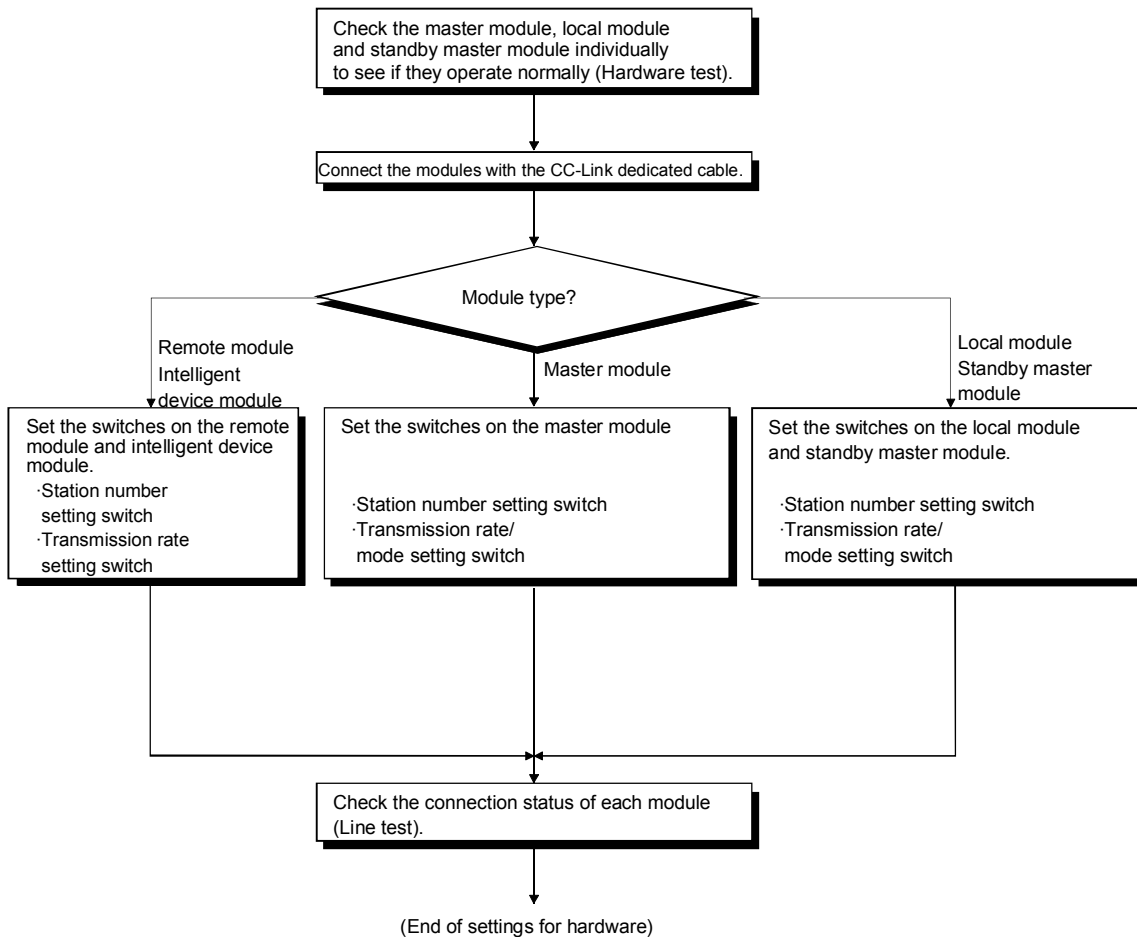 Check the master module, local module
and standby master module individually
to see if they operate normally (Hardware test).
Connect the modules with the CC-Link dedicated cable.
Module type?
Remote module
Intelligent
device module
Master module
Local module
Standby master
module
Set the switches on the remote
module and intelligent device
module.
·Station number
setting switch
·Transmission rate
setting switch
Set the switches on the master module
·Station number setting switch
·Transmission rate/
mode setting switch
Set the switches on the local module
and standby master module.
·Station number setting switch
·Transmission rate/
mode setting switch
Check the connection status of each module
(Line test).
(End of settings for hardware)